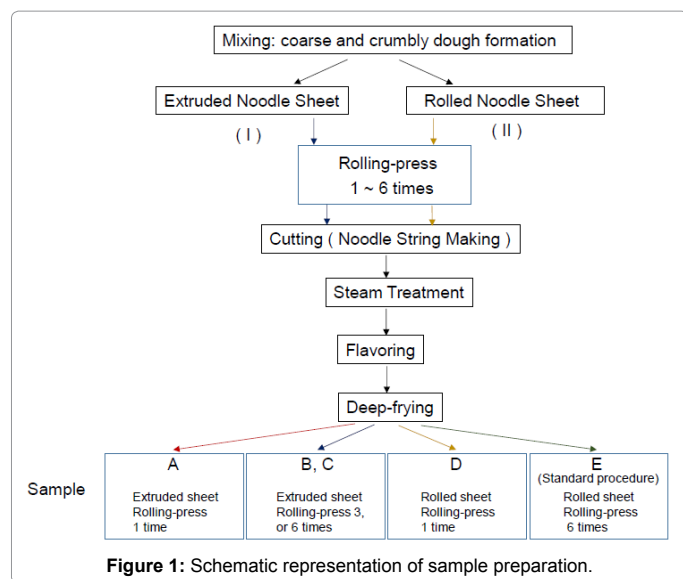 Mixing: coarse and crumbly dough formation
Extruded Noodle Sheet
Rolled Noodle Sheet
( I )
( II )
Rolling-press
1 ~ 6 times
Cutting ( Noodle String Making )
Steam Treatment
Flavoring
Deep-frying
Sample
A
Extruded sheet
Rolling-press
1 time
B, C
Extruded sheet
Rolling-press 3,
or 6 times
D
Rolled sheet
Rolling-press
1 time
E
(Standard procedure)
Rolled sheet
Rolling-press
6 times
Figure 1: Schematic representation of sample preparation.